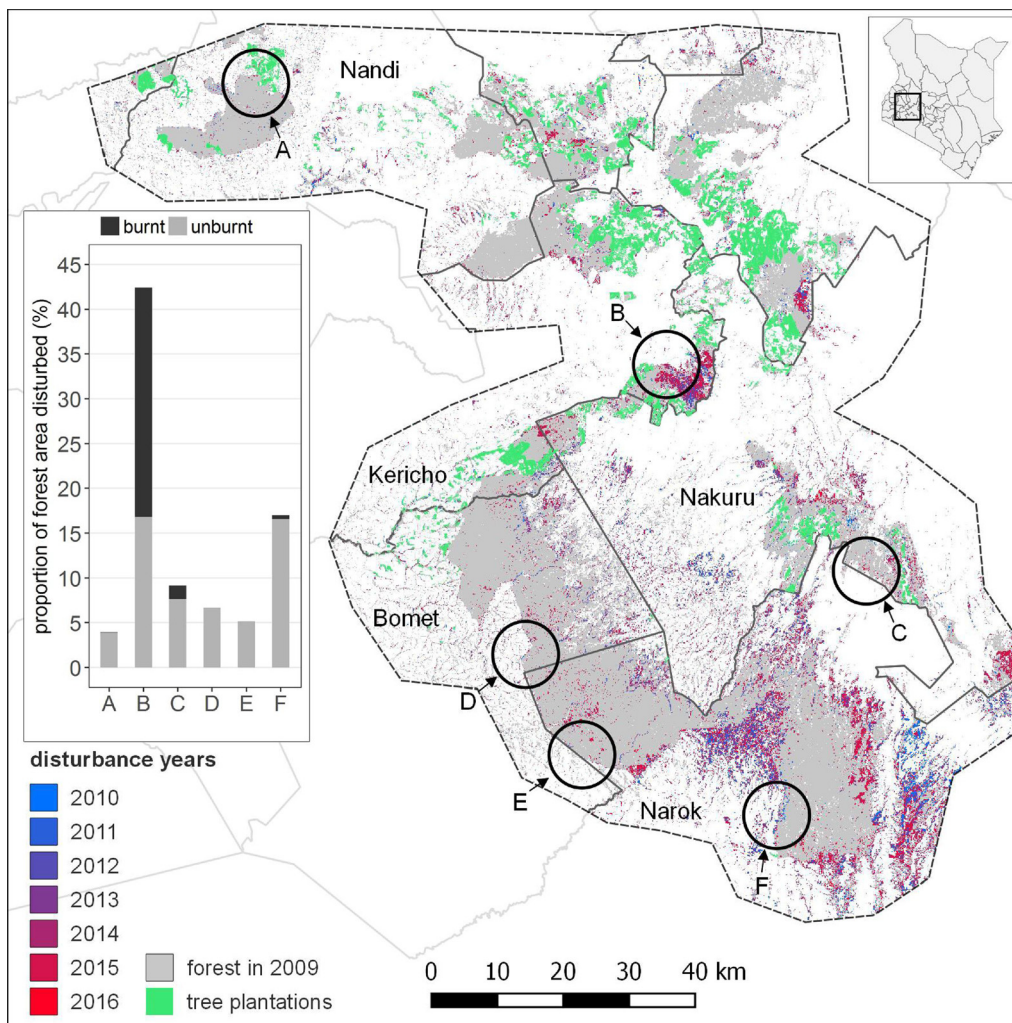 Nandi
A
burnt unburnt
proportion of forest area disturbed (%)
45
40
35
30
25
20
15
10
5
0
A B C D E F
B
Kericho
Nakuru
Bomet
C
D
E
Narok
F
disturbance years
2010
2011
2012
2013
2014
2015
2016
forest in 2009
tree plantations
0 10 20 30 40 km